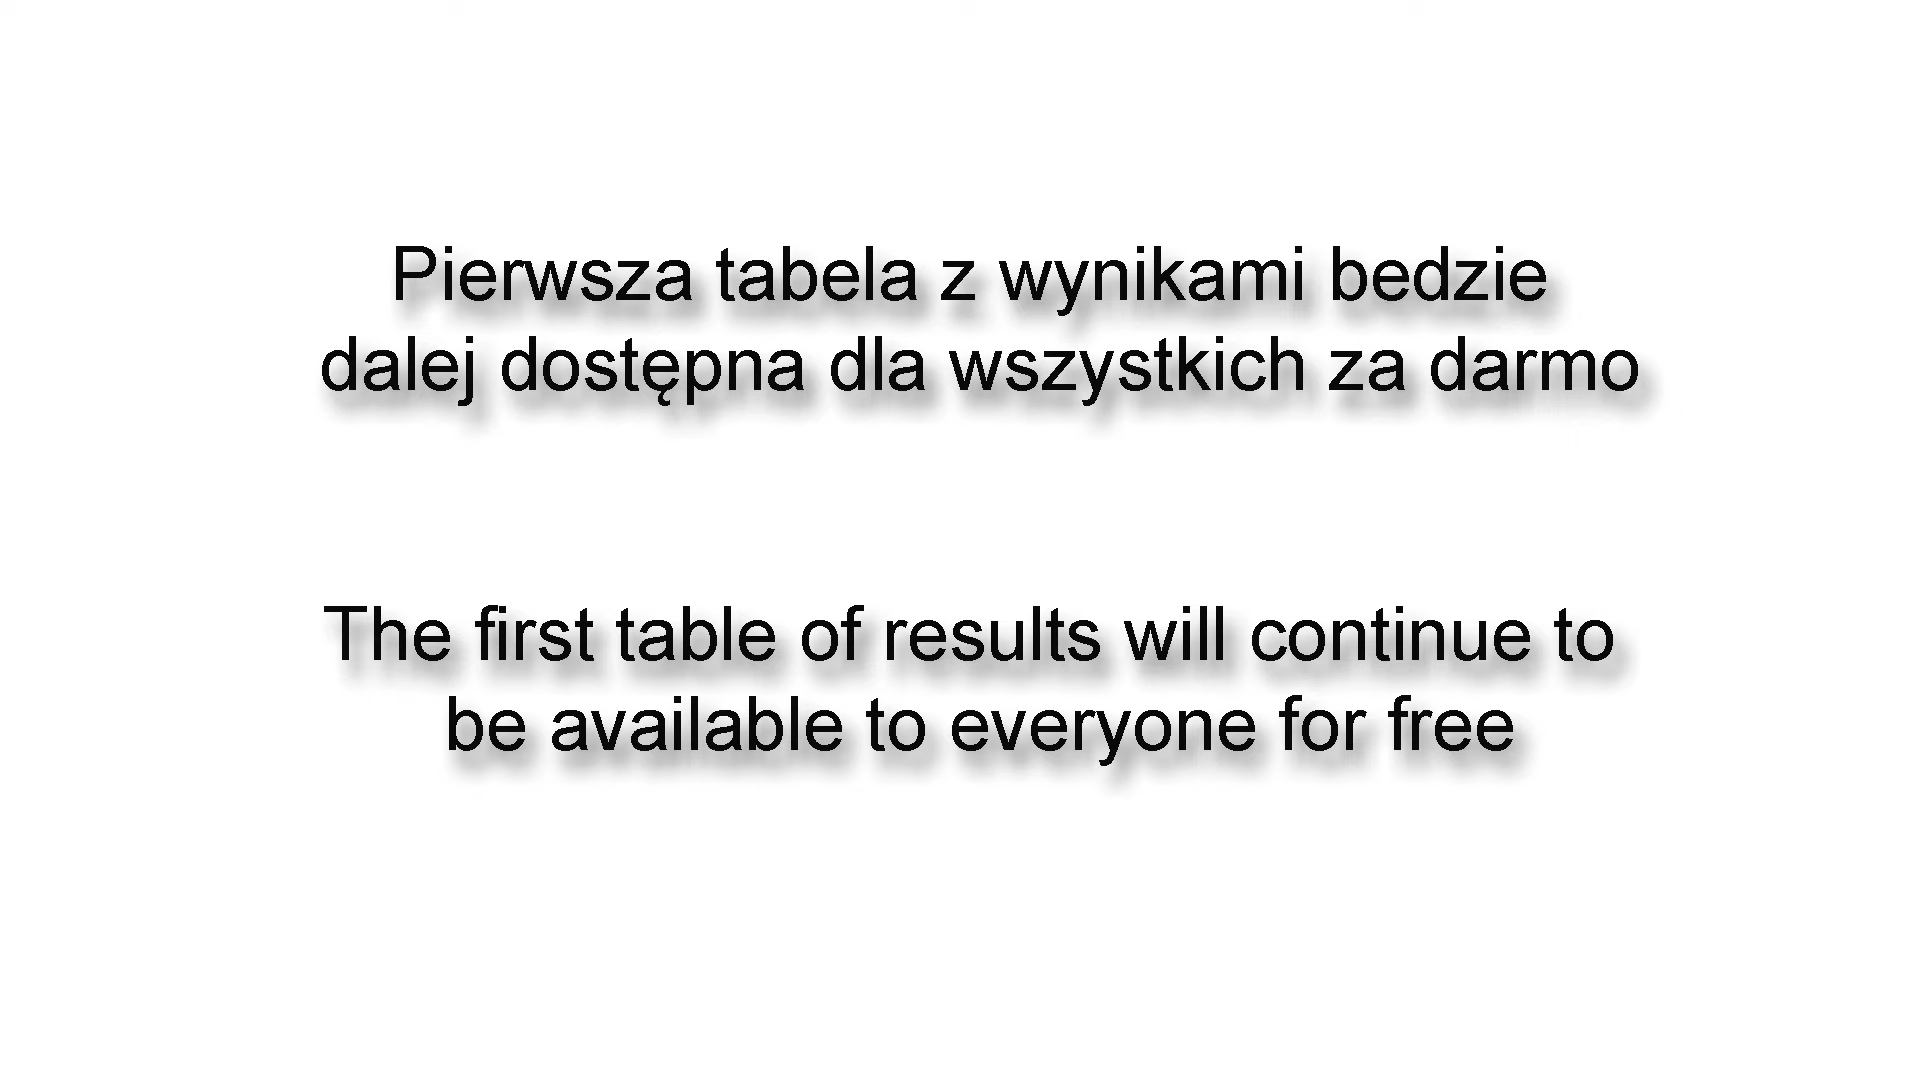 Pierwsza tabela z wynikami bedzie
dalej dostępna dla wszystkich za darmo
The first table of results will continue to
be available to everyone for free